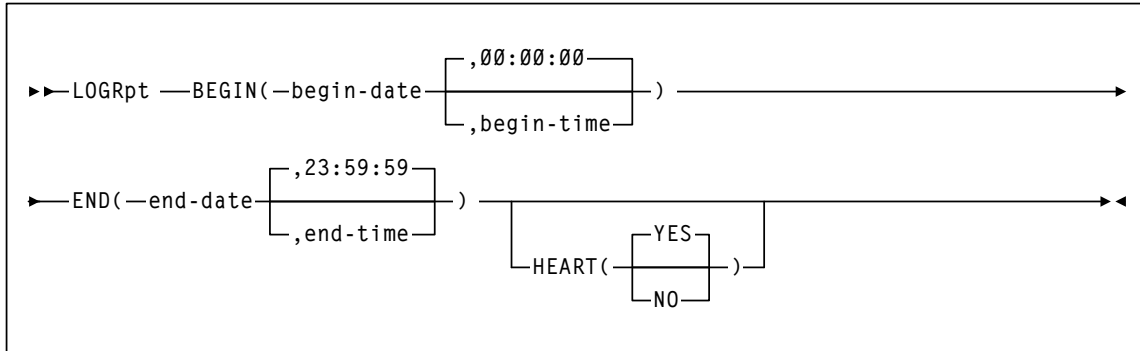 ,00:00:00
LOGRpt BEGIN( begin-date )
,begin-time
,23:59:59
END( end-date )
,end-time
YES
HEART( )
NO